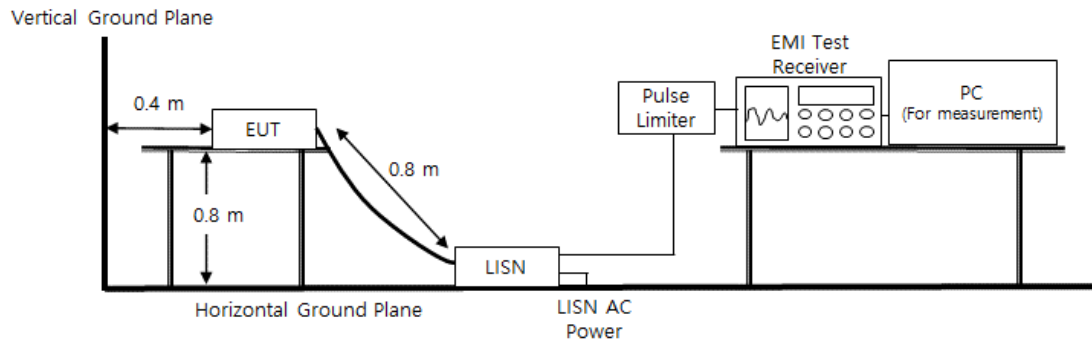 Vertical Ground Plane
EMI Test
Receiver
0.4 m
EUT
Pulse
Limiter
PC
(For measurement)
0.8 m
0.8 m
LISN
Horizontal Ground Plane
LISN AC
Power